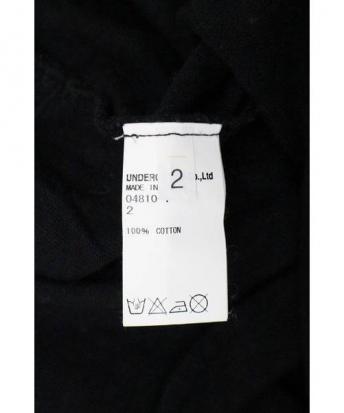 UNDERC 2 o.,Ltd
MADE IN
04810 .
2
100% COTTON